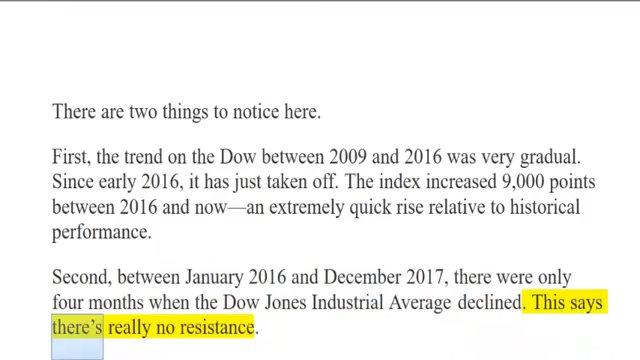 There are two things to notice here.
First, the trend on the Dow between 2009 and 2016 was very gradual.
Since early 2016, it has just taken off. The index increased 9,000 points
between 2016 and now—an extremely quick rise relative to historical
performance.
Second, between January 2016 and December 2017, there were only
four months when the Dow Jones Industrial Average declined. This says
there’s really no resistance.